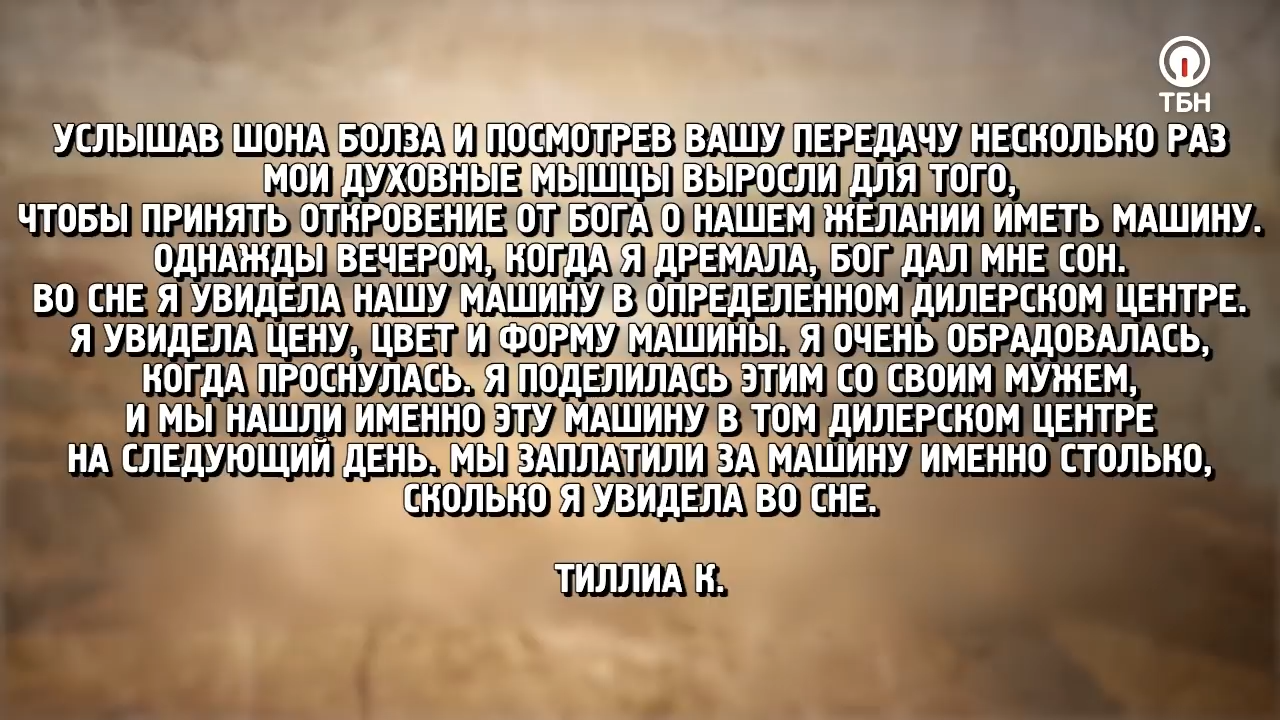 ТБН
УСЛЫШАВ ШОНА БОЛЗА И ПОСМОТРЕВ ВАШУ ПЕРЕДАЧУ НЕСКОЛЬКО РАЗ
МОИ ДУХОВНЫЕ МЫШЦЫ ВЫРОСЛИ ДЛЯ ТОГО,
ЧТОБЫ ПРИНЯТЬ ОТКРОВЕНИЕ ОТ БОГА О НАШЕМ ЖЕЛАНИИ ИМЕТЬ МАШИНУ.
ОДНАЖДЫ ВЕЧЕРОМ, КОГДА Я ДРЕМАЛА, БОГ ДАЛ МНЕ СОН.
ВО СНЕ Я УВИДЕЛА НАШУ МАШИНУ В ОПРЕДЕЛЕННОМ ДИЛЕРСКОМ ЦЕНТРЕ.
Я УВИДЕЛА ЦЕНУ, ЦВЕТ И ФОРМУ МАШИНЫ. Я ОЧЕНЬ ОБРАДОВАЛАСЬ,
КОГДА ПРОСНУЛАСЬ. Я ПОДЕЛИЛАСЬ ЭТИМ СО СВОИМ МУЖЕМ,
И МЫ НАШЛИ ИМЕННО ЭТУ МАШИНУ В ТОМ ДИЛЕРСКОМ ЦЕНТРЕ
НА СЛЕДУЮЩИЙ ДЕНЬ. МЫ ЗАПЛАТИЛИ ЗА МАШИНУ ИМЕННО СТОЛЬКО,
СКОЛЬКО Я УВИДЕЛА ВО СНЕ.
ТИЛЛИА К.